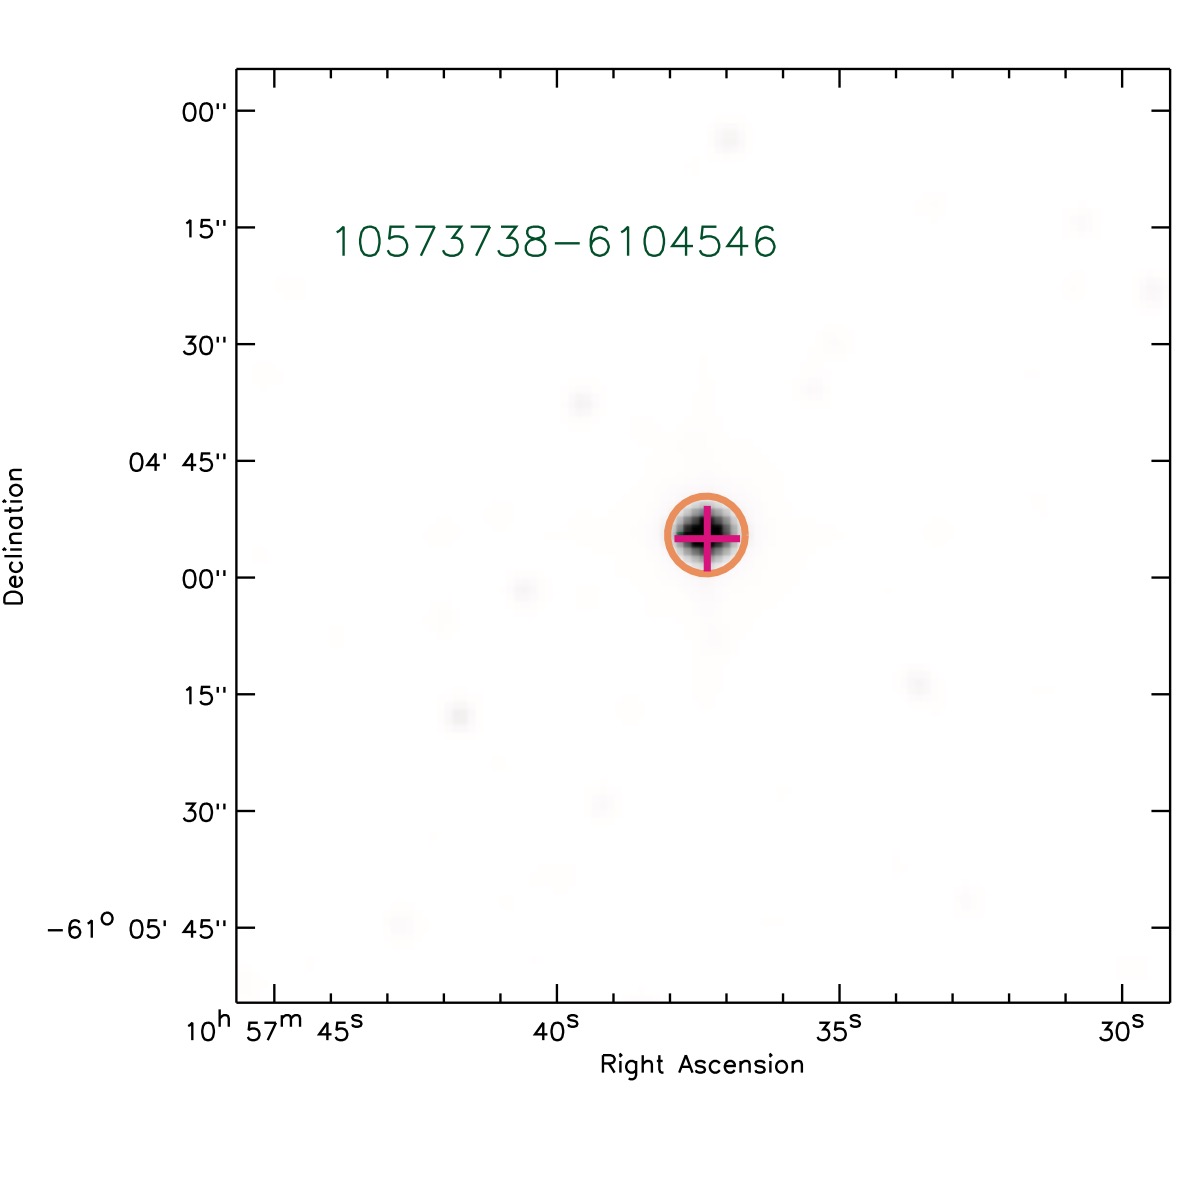 00''
15''
10573738−6104546
30''
04' 45''
00''
15''
30''
−61° 05' 45''
10ʰ 57ᵐ 45ˢ
40ˢ
35ˢ
30ˢ
Right Ascension
Declination